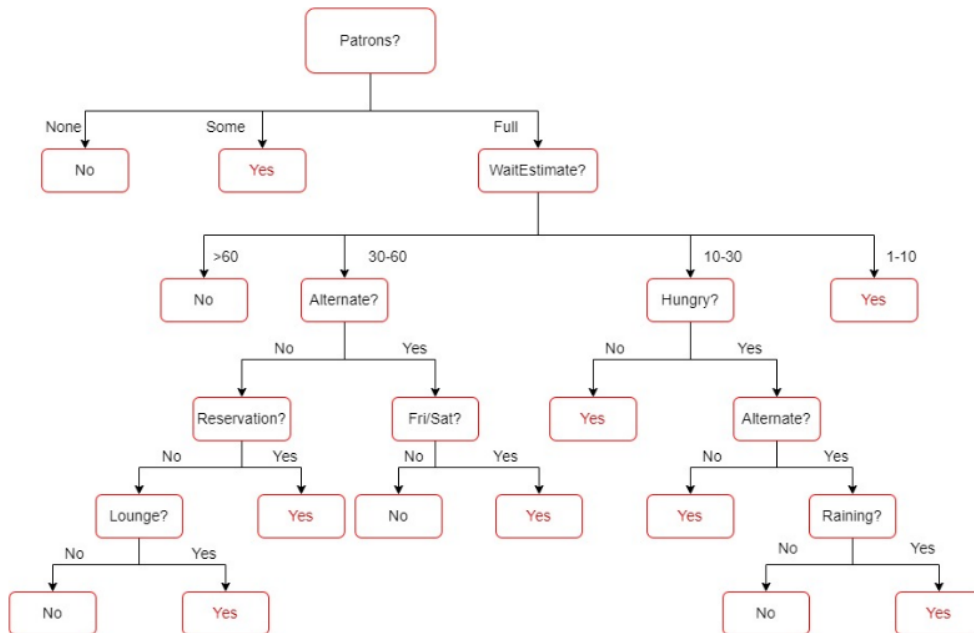 Patrons?
None
Some
Full
No
Yes
WaitEstimate?
>60
30-60
10-30
1-10
No
Alternate?
Hungry?
Yes
No
Yes
No
Yes
Reservation?
Fri/Sat?
Yes
Alternate?
No
Yes
No
Yes
No
Yes
Lounge?
Yes
No
Yes
Yes
Raining?
No
Yes
No
Yes
No
Yes
No
Yes